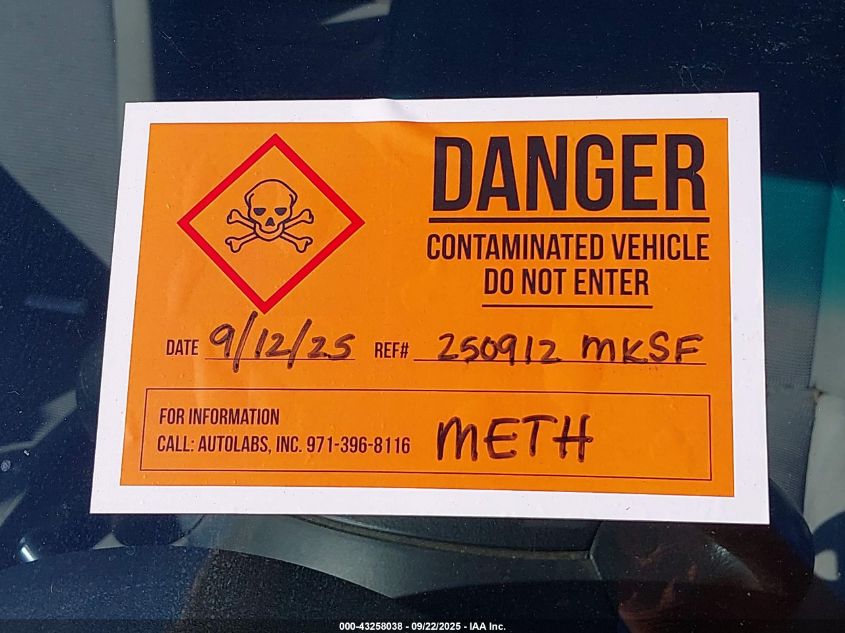 DANGER
CONTAMINATED VEHICLE
DO NOT ENTER
DATE 9/12/25 REF# 250912 MKSF
FOR INFORMATION
CALL: AUTOLABS, INC. 971-396-8116
METH
000-43258038 - 09/22/2025 - IAA Inc.